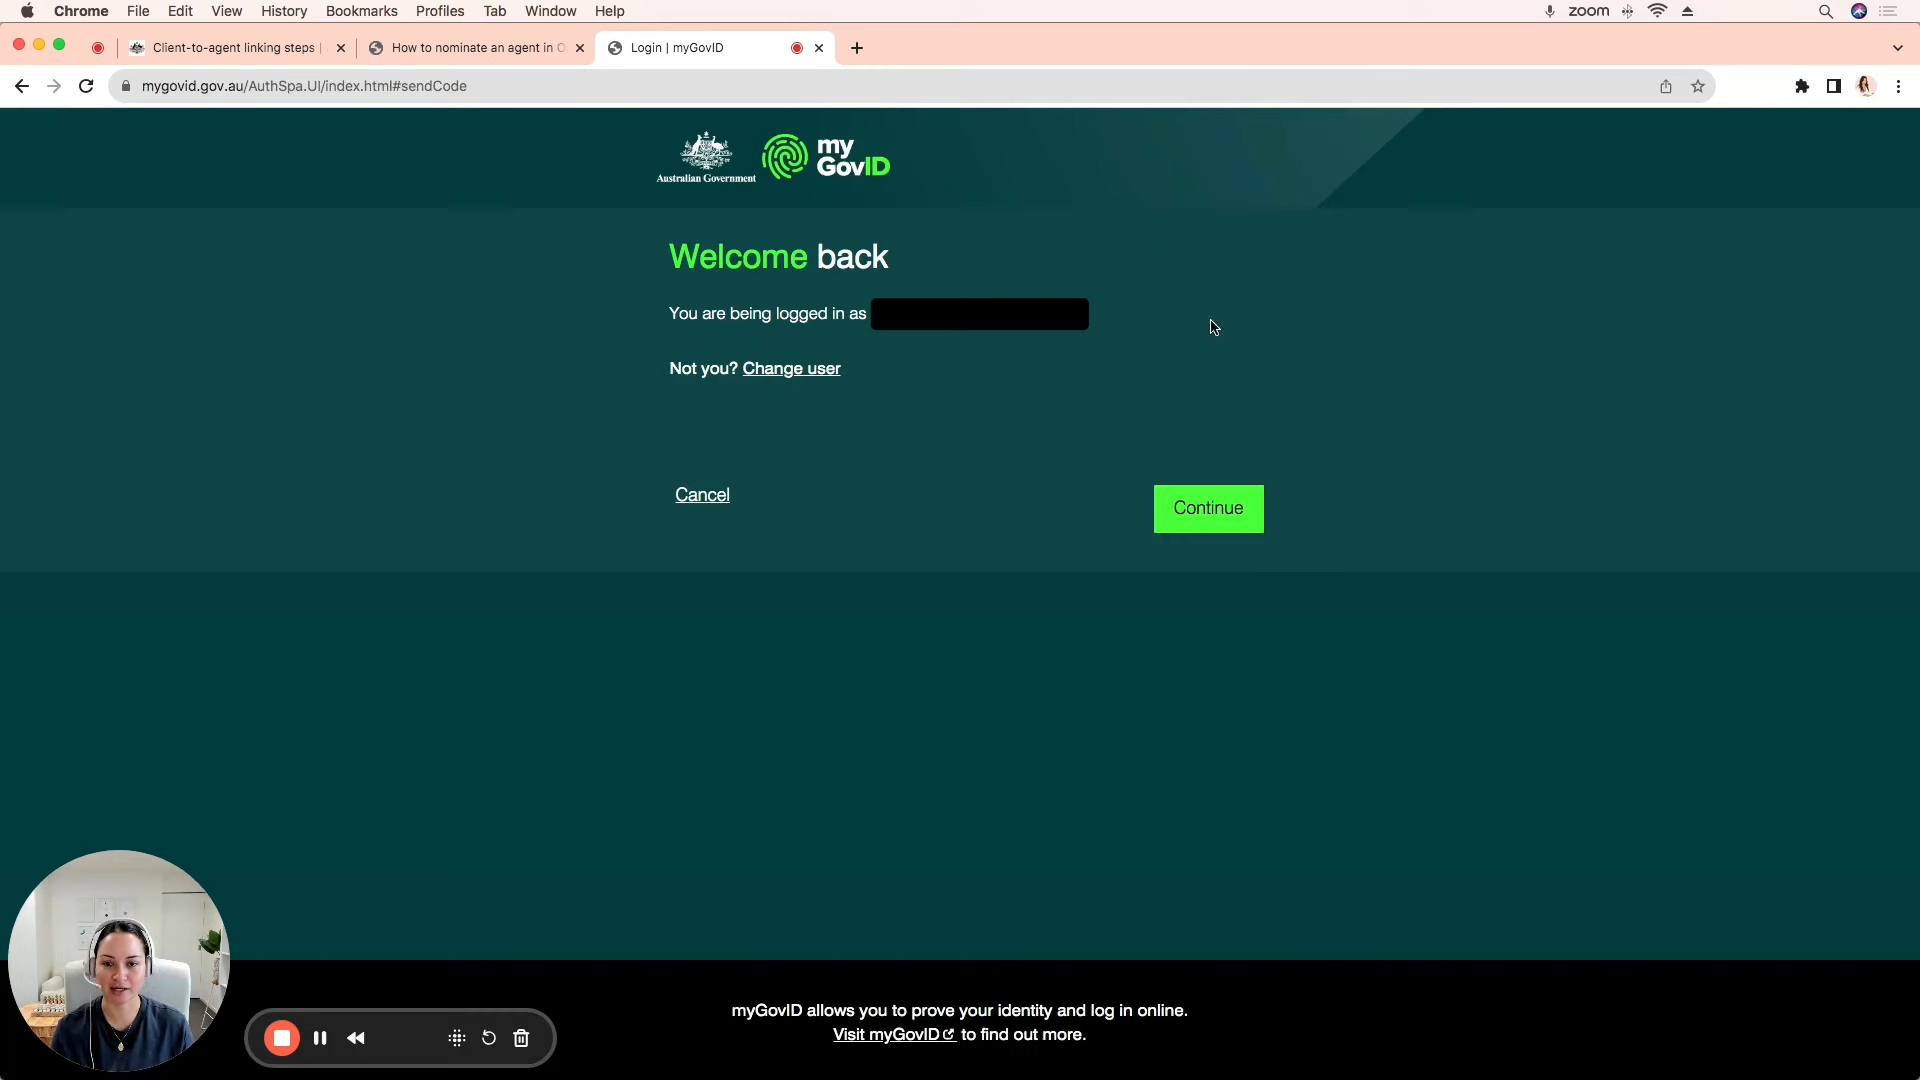 Chrome File Edit View History Bookmarks Profiles Tab Window Help zoom
Client-to-agent linking steps | How to nominate an agent in O Login | myGovID
mygovid.gov.au/AuthSpa.UI/index.html#sendCode
Australian Government
my
GovID
Welcome back
You are being logged in as
Not you? Change user
Cancel
Continue
myGovID allows you to prove your identity and log in online.
Visit myGovID to find out more.